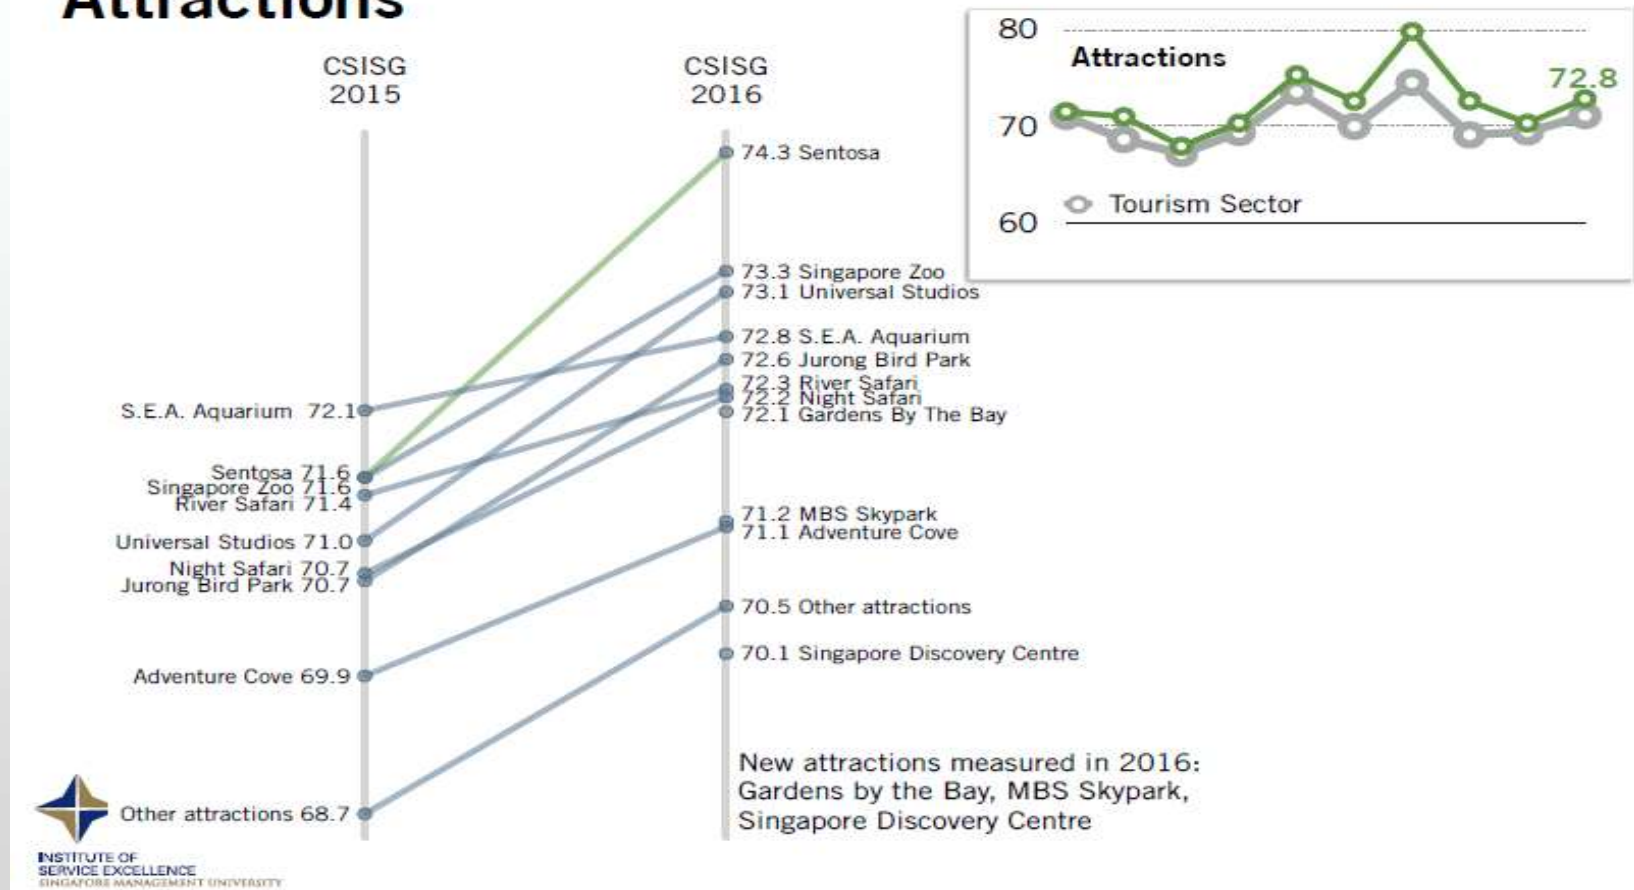 Attractions
CSISG
2015
CSISG
2016
S.E.A. Aquarium 72.1
Sentosa 71.6
Singapore Zoo 71.6
River Safari 71.4
Universal Studios 71.0
Night Safari 70.7
Jurong Bird Park 70.7
Adventure Cove 69.9
Other attractions 68.7
74.3 Sentosa
73.3 Singapore Zoo
73.1 Universal Studios
72.8 S.E.A. Aquarium
72.6 Jurong Bird Park
72.3 River Safari
72.2 Night Safari
72.1 Gardens By The Bay
71.2 MBS Skypark
71.1 Adventure Cove
70.5 Other attractions
70.1 Singapore Discovery Centre
New attractions measured in 2016:
Gardens by the Bay, MBS Skypark,
Singapore Discovery Centre
80
Attractions
72.8
70
Tourism Sector
60
INSTITUTE OF
SERVICE EXCELLENCE
SINGAPORE MANAGEMENT UNIVERSITY